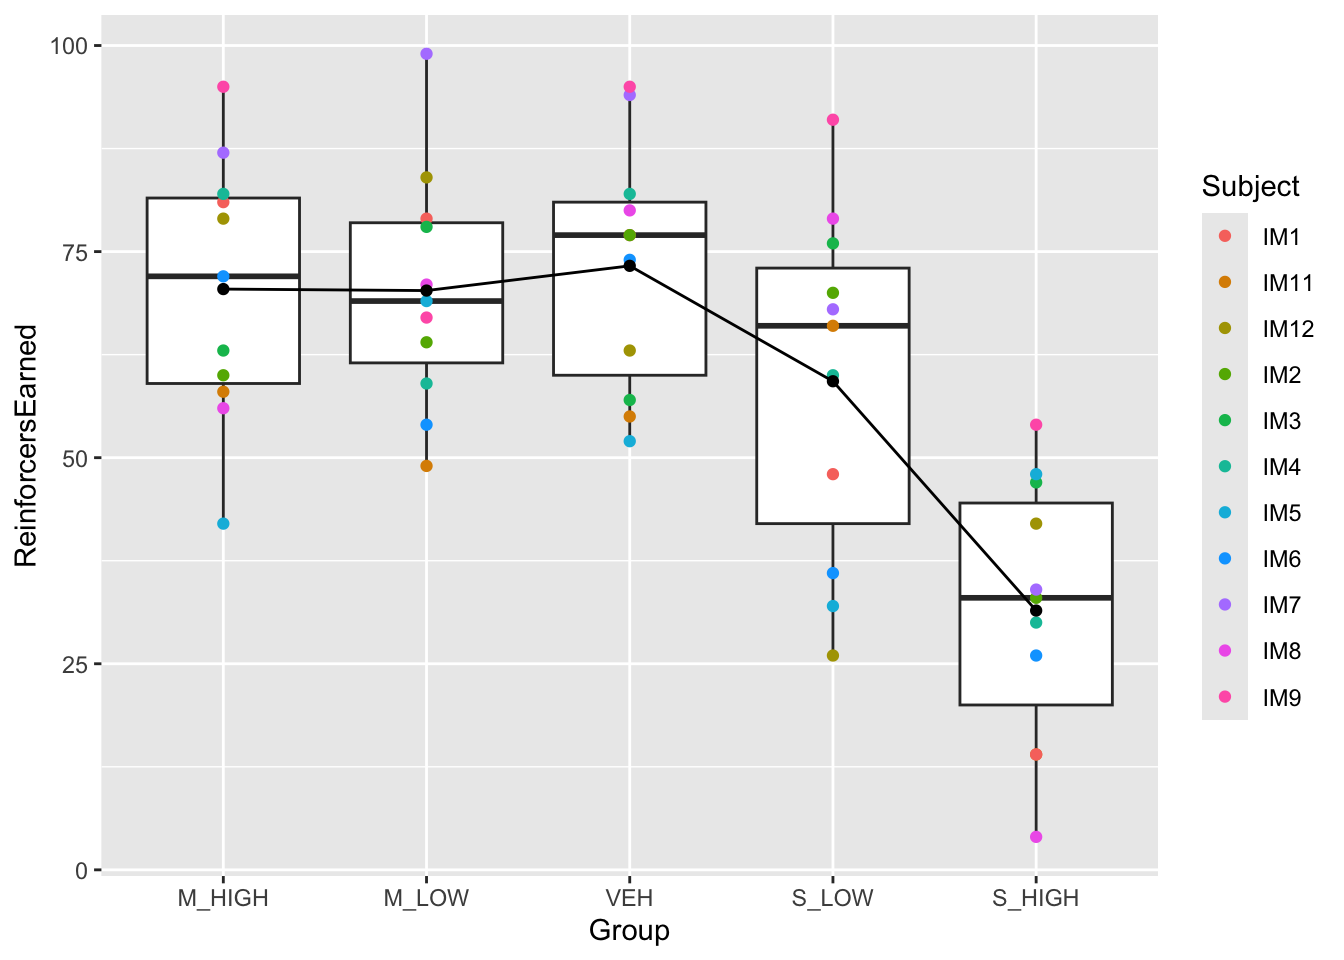 100
75
50
25
0
ReinforcersEarned
M_HIGH M_LOW VEH S_LOW S_HIGH
Group
Subject
IM1
IM11
IM12
IM2
IM3
IM4
IM5
IM6
IM7
IM8
IM9